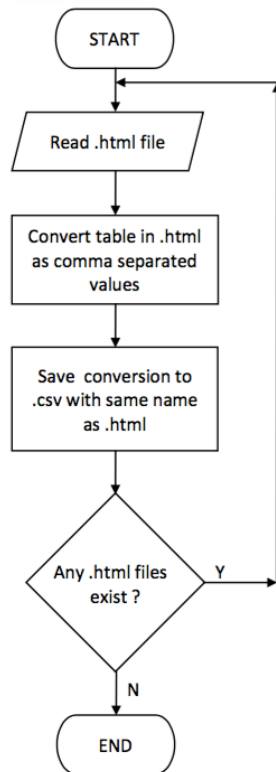 START
Read .html file
Convert table in .html
as comma separated
values
Save conversion to
.csv with same name
as .html
Any .html files
exist ?
Y
N
END